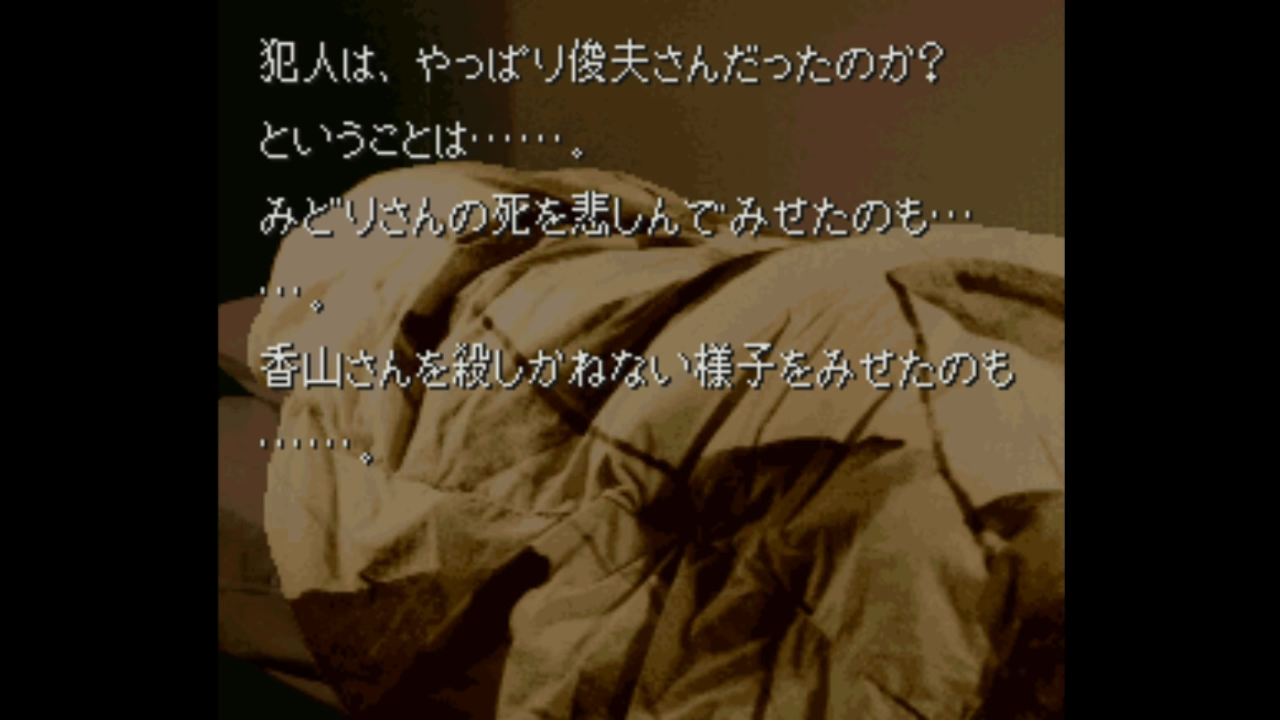 犯人は、やっぱり俊夫さんだったのか?
ということは……。
みどりさんの死を悲しんでみせたのも…
…。
香山さんを殺しかねない様子をみせたのも
……。